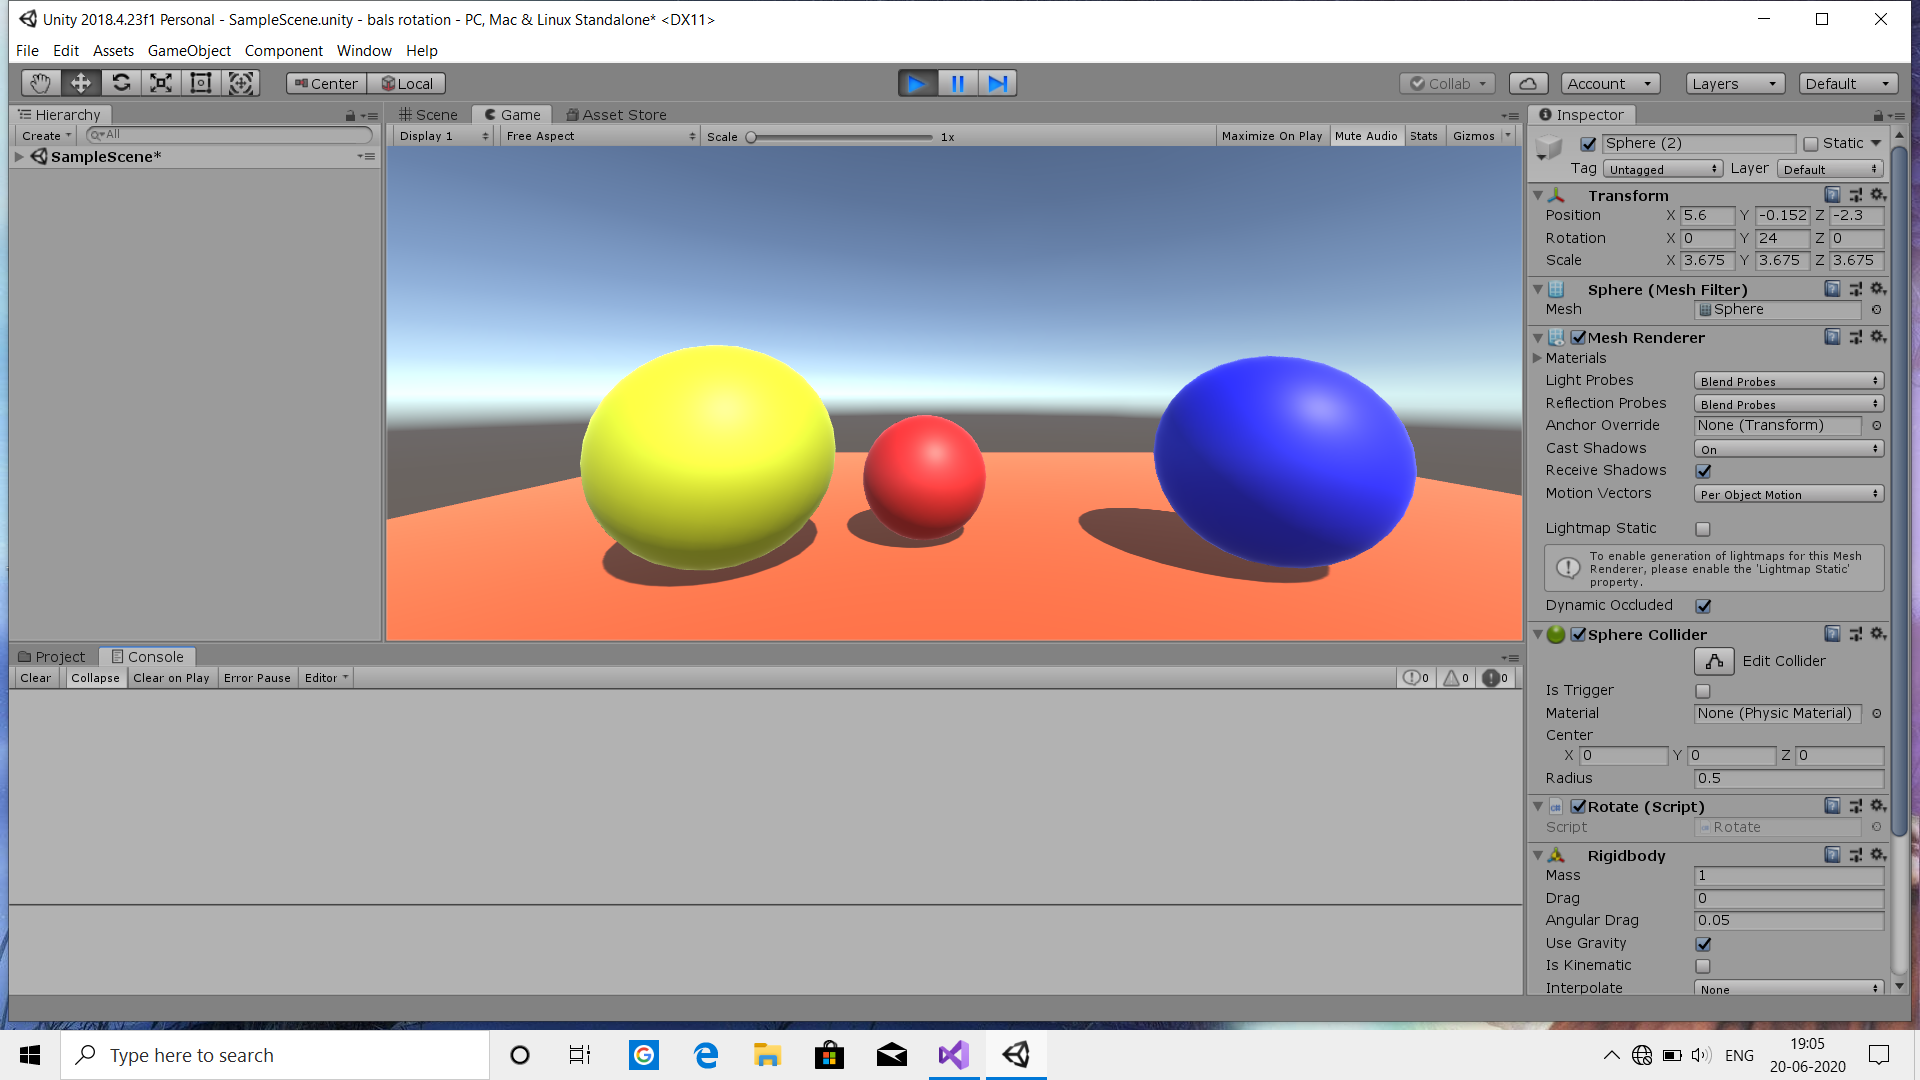 Unity 2018.4.23f1 Personal - SampleScene.unity - bals rotation - PC, Mac & Linux Standalone* <DX11>
File Edit Assets GameObject Component Window Help
Center Local Collab Account Layers Default
Hierarchy
Create All
SampleScene*
Scene Game Asset Store
Display 1 Free Aspect Scale 1x Maximize On Play Mute Audio Stats Gizmos
Project Console
Clear Collapse Clear on Play Error Pause Editor 0 0 0
Inspector
Sphere (2) Static
Tag Untagged Layer Default
Transform
Position X 5.6 Y -0.152 Z -2.3
Rotation X 0 Y 24 Z 0
Scale X 3.675 Y 3.675 Z 3.675
Sphere (Mesh Filter)
Mesh Sphere
Mesh Renderer
Materials
Light Probes Blend Probes
Reflection Probes Blend Probes
Anchor Override None (Transform)
Cast Shadows On
Receive Shadows
Motion Vectors Per Object Motion
Lightmap Static
To enable generation of lightmaps for this Mesh
Renderer, please enable the 'Lightmap Static'
property.
Dynamic Occluded
Sphere Collider
Edit Collider
Is Trigger
Material None (Physic Material)
Center
X 0 Y 0 Z 0
Radius 0.5
Rotate (Script)
Script Rotate
Rigidbody
Mass 1
Drag 0
Angular Drag 0.05
Use Gravity
Is Kinematic
Interpolate None
Type here to search
ENG
19:05
20-06-2020